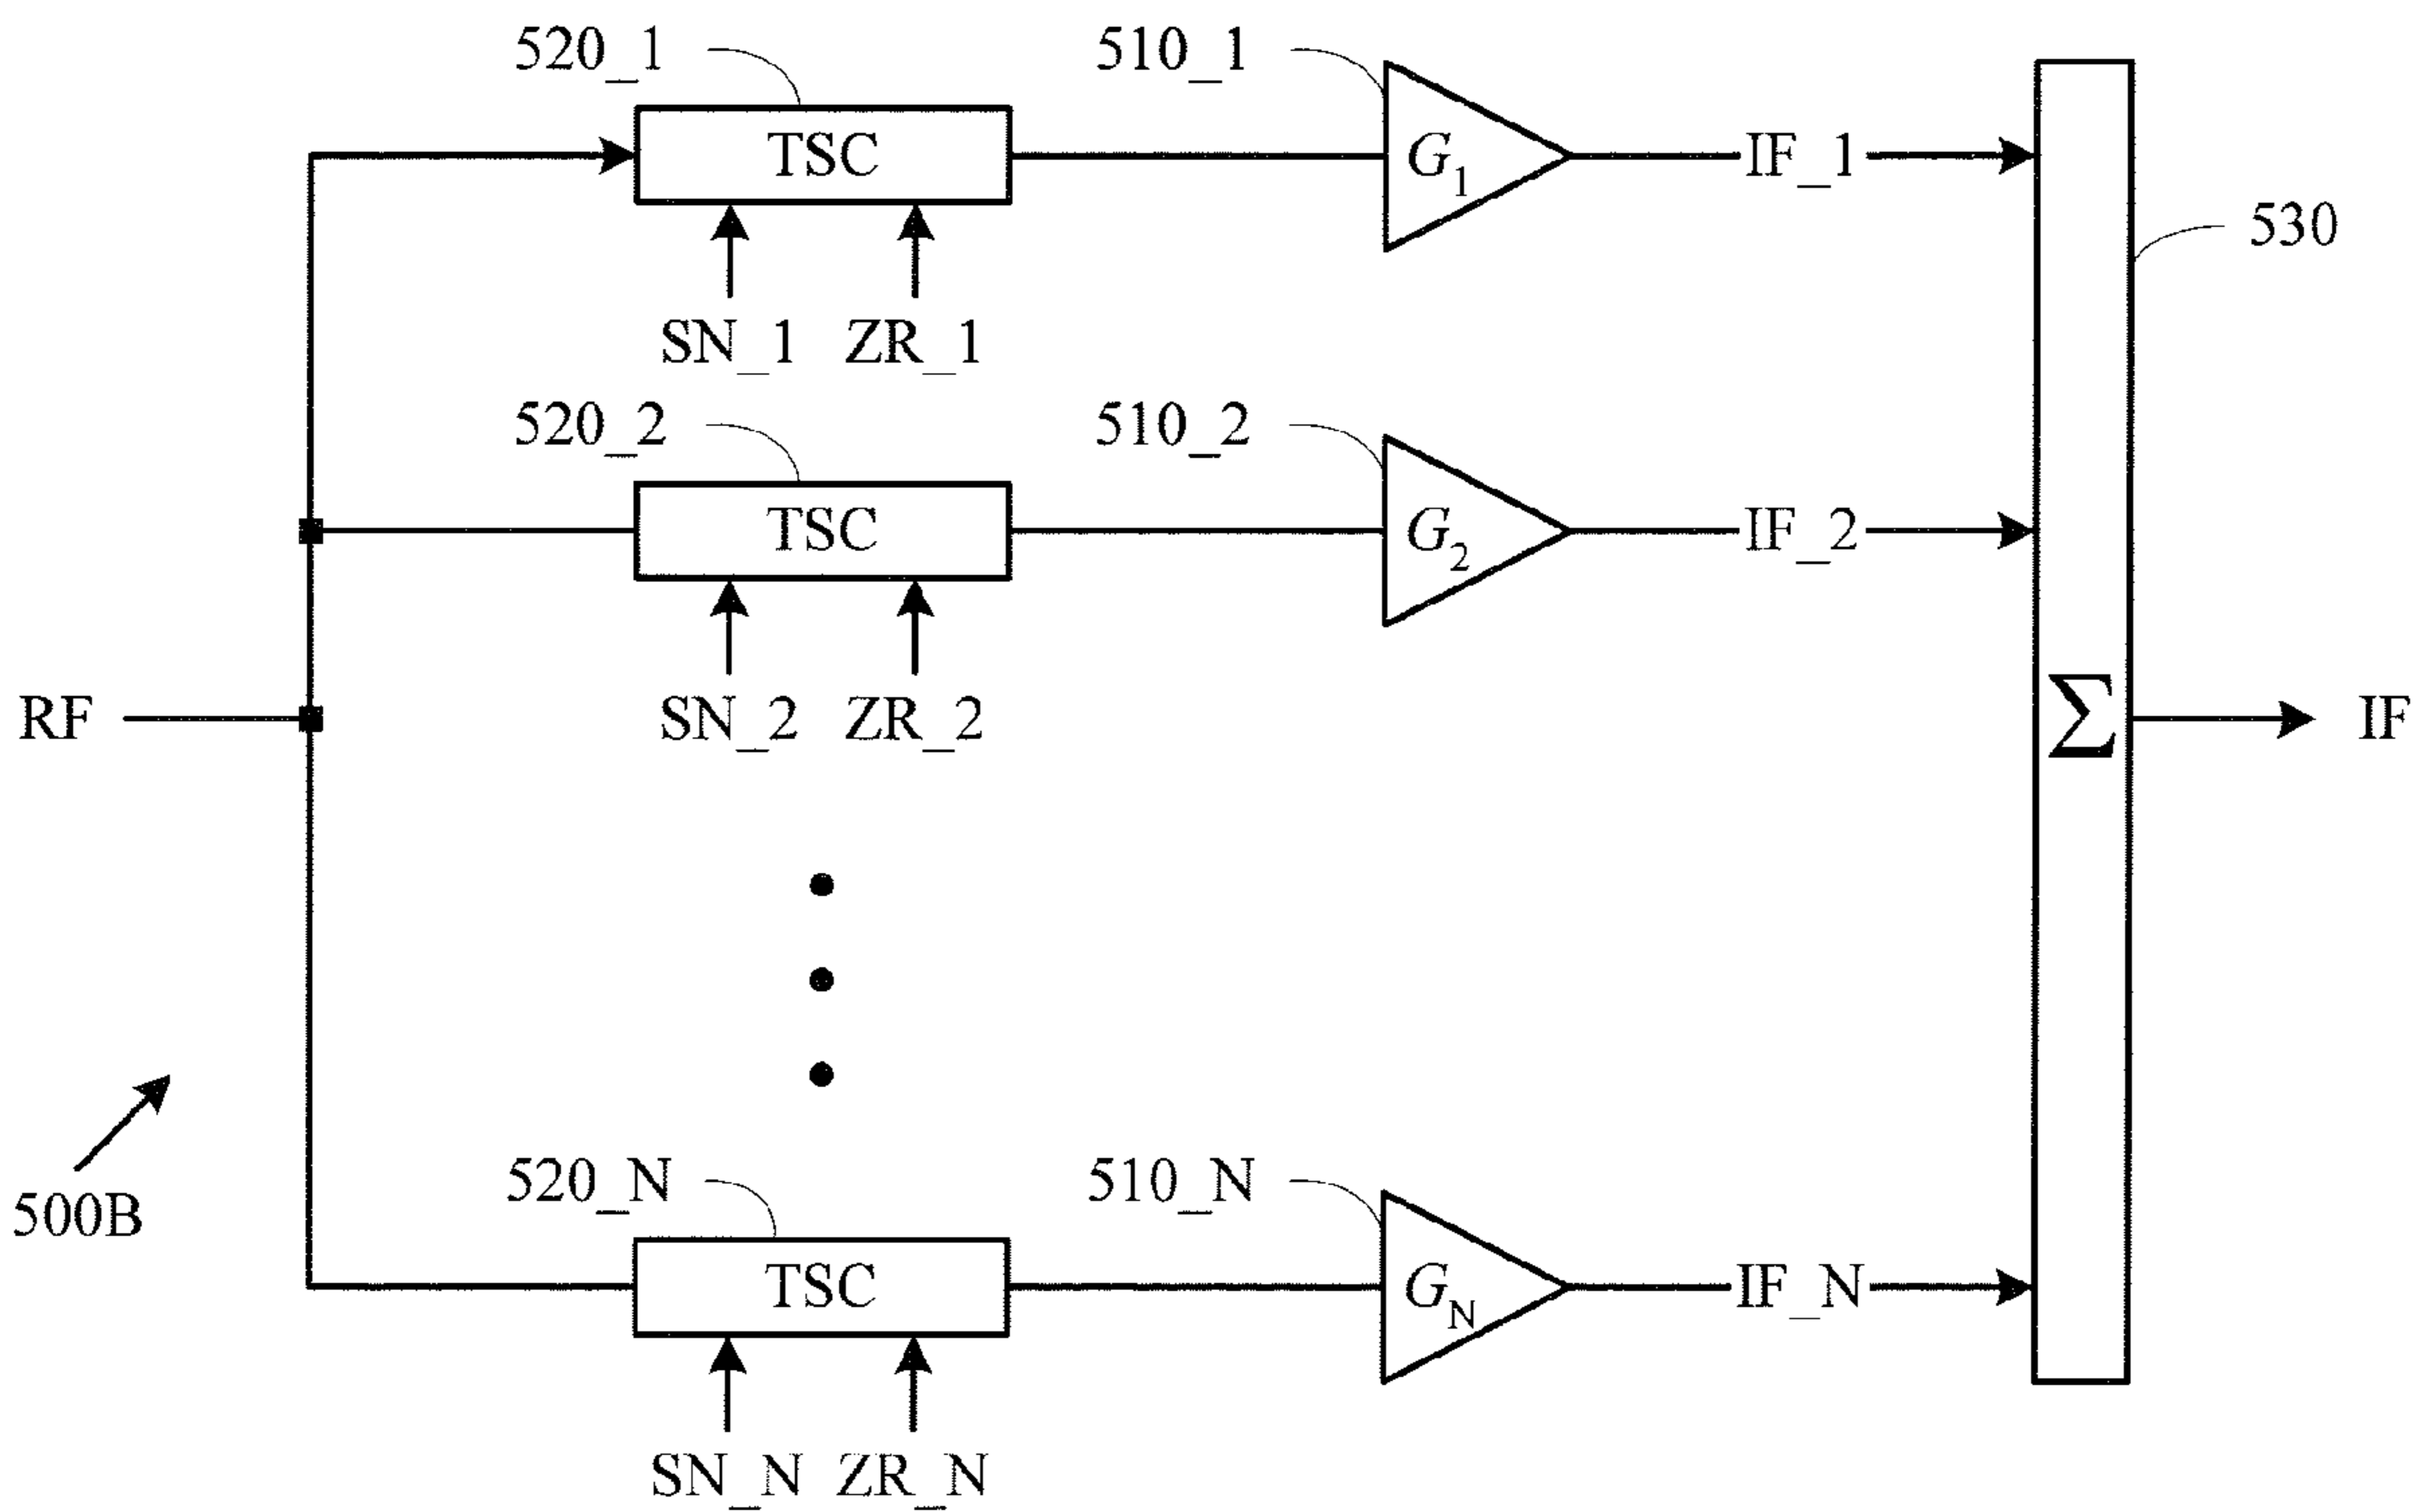 520_1 510_1
TSC G1 IF_1
530
SN_1 ZR_1
520_2 510_2
TSC G2 IF_2
SN_2 ZR_2
RF Σ IF
520_N 510_N
500B
TSC GN IF_N
SN_N ZR_N